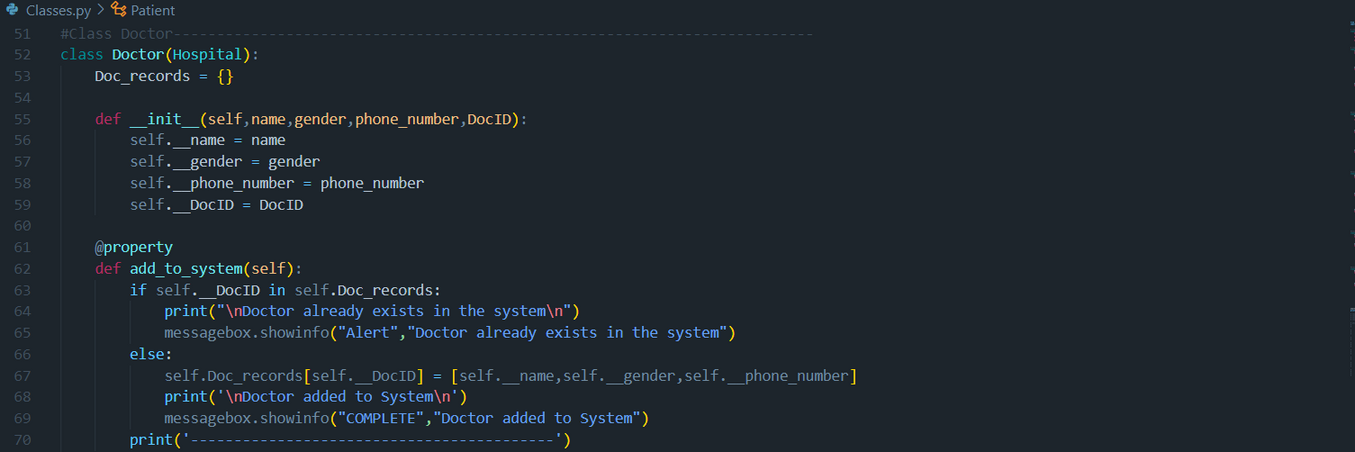 Classes.py > Patient
51 #Class Doctor--------------------------------------------------------------------------
52 class Doctor(Hospital):
53     Doc_records = {}
54
55     def __init__(self,name,gender,phone_number,DocID):
56         self.__name = name
57         self.__gender = gender
58         self.__phone_number = phone_number
59         self.__DocID = DocID
60
61     @property
62     def add_to_system(self):
63         if self.__DocID in self.Doc_records:
64             print("\nDoctor already exists in the system\n")
65             messagebox.showinfo("Alert","Doctor already exists in the system")
66         else:
67             self.Doc_records[self.__DocID] = [self.__name,self.__gender,self.__phone_number]
68             print('\nDoctor added to System\n')
69             messagebox.showinfo("COMPLETE","Doctor added to System")
70         print('------------------------------------------')